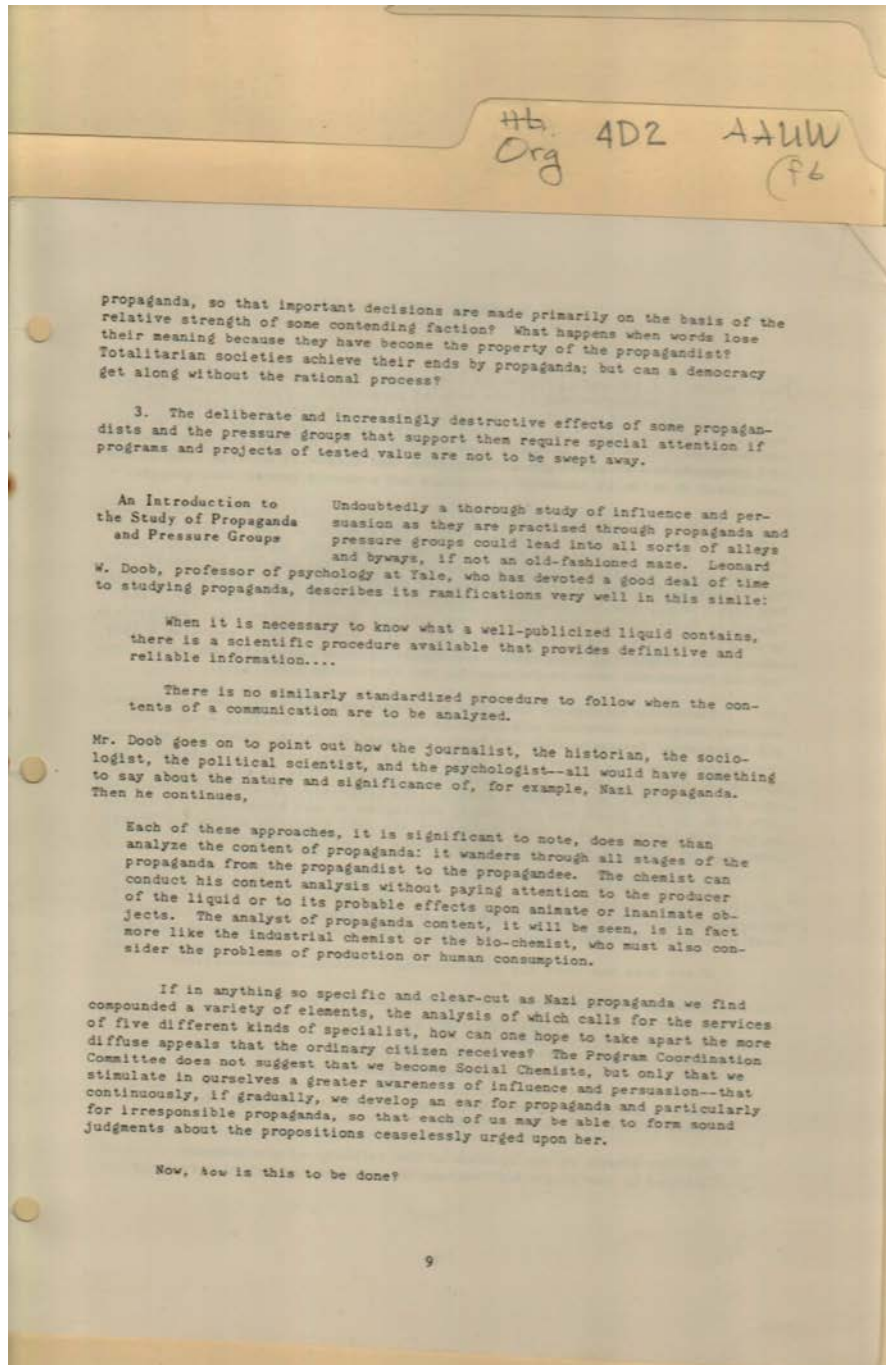 Hb.
Org 4D2 AAUW
(f6
propaganda, so that important decisions are made primarily on the basis of the
relative strength of some contending faction? What happens when words lose
their meaning because they have become the property of the propagandist?
Totalitarian societies achieve their ends by propaganda; but can a democracy
get along without the rational process?
3. The deliberate and increasingly destructive effects of some propagan-
dists and the pressure groups that support them require special attention if
programs and projects of tested value are not to be swept away.
An Introduction to
the Study of Propaganda
and Pressure Groups
Undoubtedly a thorough study of influence and per-
suasion as they are practised through propaganda and
pressure groups could lead into all sorts of alleys
and byways, if not an old-fashioned maze. Leonard
W. Doob, professor of psychology at Yale, who has devoted a good deal of time
to studying propaganda, describes its ramifications very well in this simile:
When it is necessary to know what a well-publicized liquid contains,
there is a scientific procedure available that provides definitive and
reliable information....
There is no similarly standardized procedure to follow when the con-
tents of a communication are to be analyzed.
Mr. Doob goes on to point out how the journalist, the historian, the socio-
logist, the political scientist, and the psychologist--all would have something
to say about the nature and significance of, for example, Nazi propaganda.
Then he continues,
Each of these approaches, it is significant to note, does more than
analyze the content of propaganda: it wanders through all stages of the
propaganda from the propagandist to the propagandee. The chemist can
conduct his content analysis without paying attention to the producer
of the liquid or to its probable effects upon animate or inanimate ob-
jects. The analyst of propaganda content, it will be seen, is in fact
more like the industrial chemist or the bio-chemist, who must also con-
sider the problems of production or human consumption.
If in anything so specific and clear-cut as Nazi propaganda we find
compounded a variety of elements, the analysis of which calls for the services
of five different kinds of specialist, how can one hope to take apart the more
diffuse appeals that the ordinary citizen receives? The Program Coordination
Committee does not suggest that we become Social Chemists, but only that we
stimulate in ourselves a greater awareness of influence and persuasion--that
continuously, if gradually, we develop an ear for propaganda and particularly
for irresponsible propaganda, so that each of us may be able to form sound
judgments about the propositions ceaselessly urged upon her.
Now, how is this to be done?
9